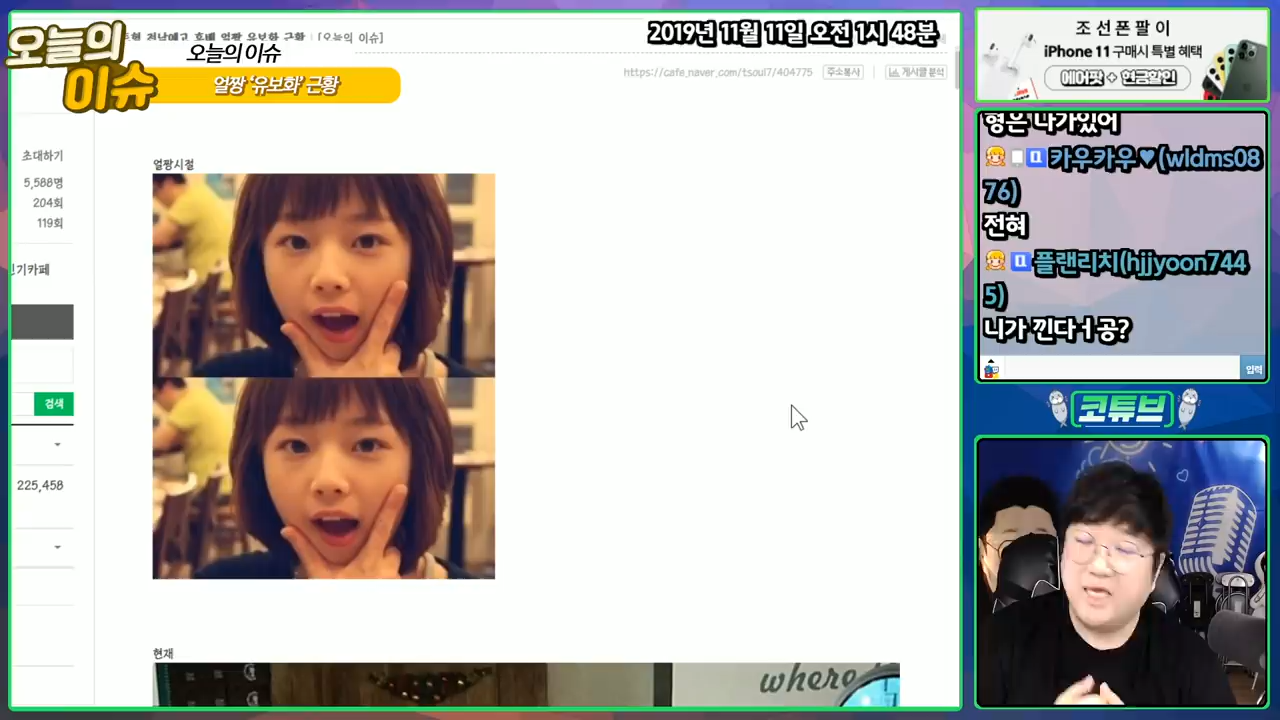 오늘의
이슈
오늘의 이슈
얼짱 '유보화' 근황
[오늘의 이슈]
2019년 11월 11일 오전 1시 48분
https://cafe.naver.com/tsoul7/404775
주소복사
게시글 분석
초대하기
5,588명
204회
119회
기카페
검색
225,458
얼짱시절
현재
where
조선폰팔이
iPhone 11 구매시 특별 혜택
에어팟 + 현금할인
형은 나가있어
카우카우♥(wldms08
76)
전혀
플랜리치(hjjyoon744
5)
니가 낀다ㅓ공?
입력
코튜브